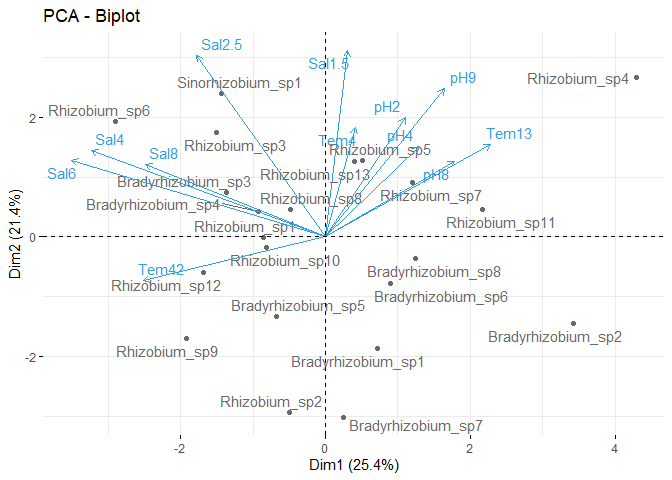 PCA - Biplot
Sal2.5
Sal1.5
Sinorhizobium_sp1
pH9
Rhizobium_sp4
Rhizobium_sp6
pH2
2
Sal4
Rhizobium_sp3
Tem4
pH4
Tem13
Rhizobium_sp5
Sal8
Sal6
Bradyrhizobium_sp3
Rhizobium_sp13
pH8
Rhizobium_sp8
Rhizobium_sp7
Bradyrhizobium_sp4
Rhizobium_sp1
Rhizobium_sp11
0
Rhizobium_sp10
Tem42
Bradyrhizobium_sp8
Rhizobium_sp12
Bradyrhizobium_sp6
Bradyrhizobium_sp5
Bradyrhizobium_sp2
Rhizobium_sp9
-2
Bradyrhizobium_sp1
Rhizobium_sp2
Bradyrhizobium_sp7
Dim2 (21.4%)
-2
0
2
4
Dim1 (25.4%)